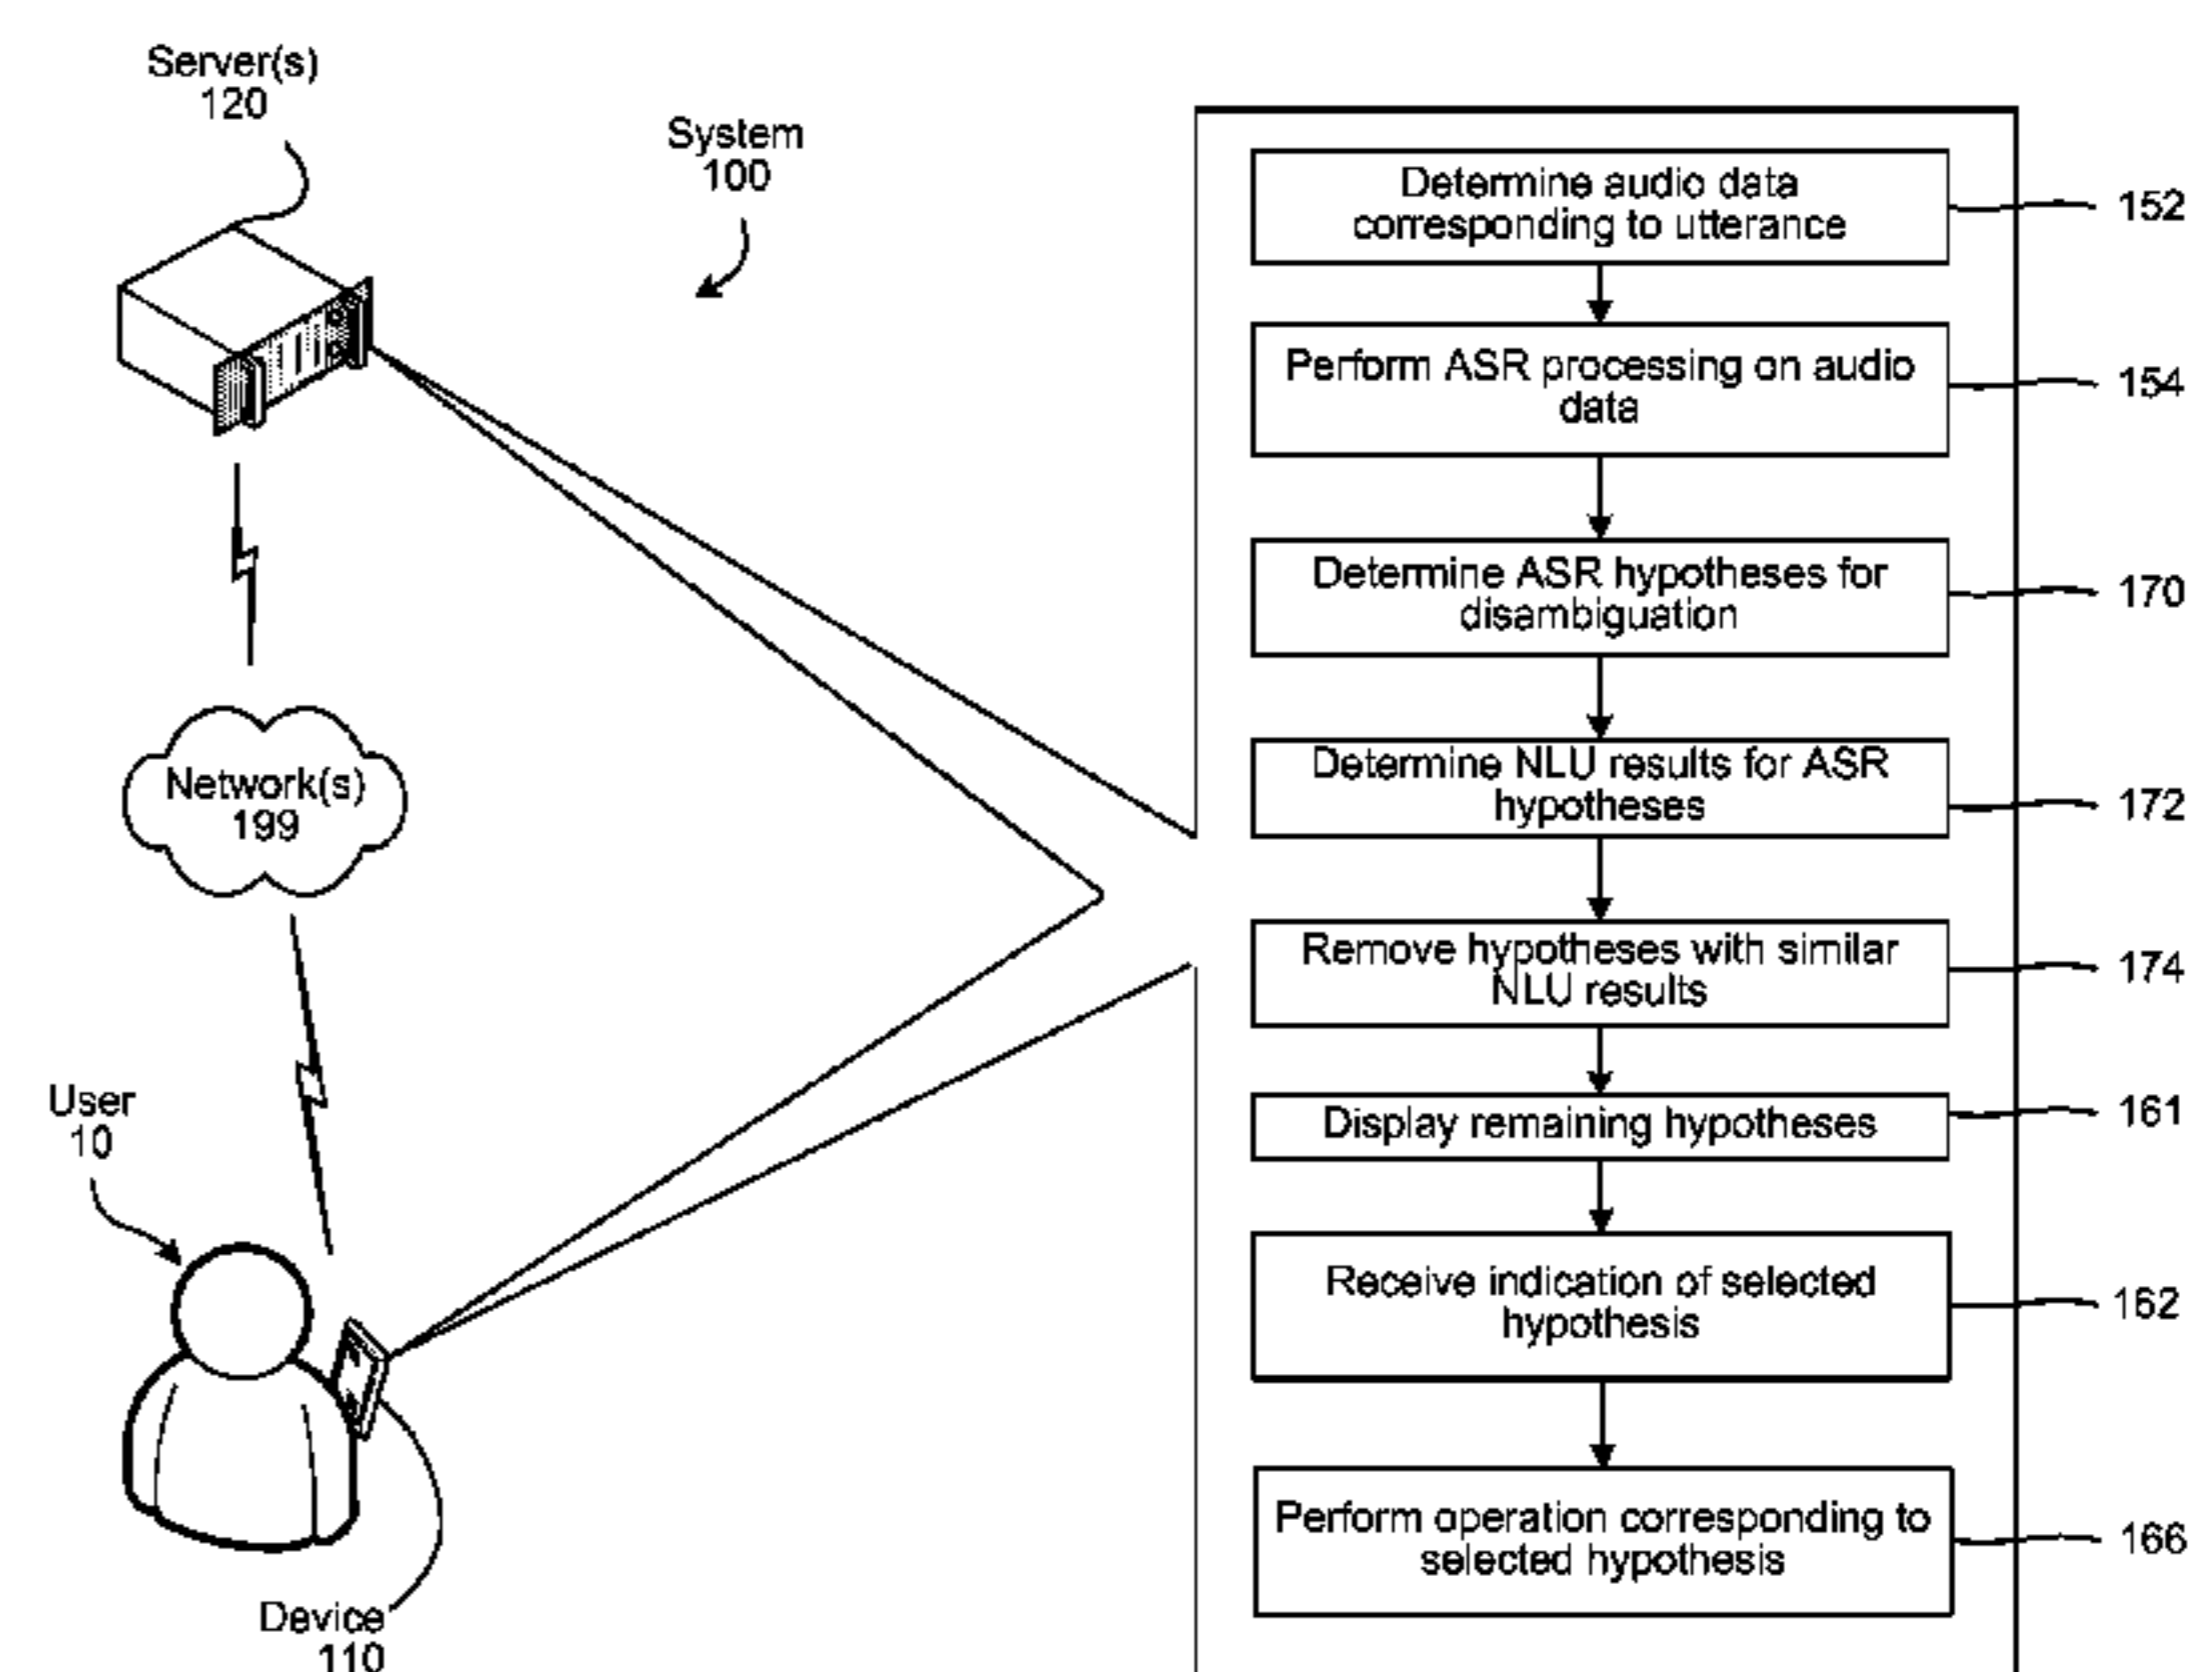 Server(s)
120
System
100
Network(s)
199
User
10
Device
110
Determine audio data
corresponding to utterance
152
Perform ASR processing on audio
data
154
Determine ASR hypotheses for
disambiguation
170
Determine NLU results for ASR
hypotheses
172
Remove hypotheses with similar
NLU results
174
Display remaining hypotheses
161
Receive indication of selected
hypothesis
162
Perform operation corresponding to
selected hypothesis
166